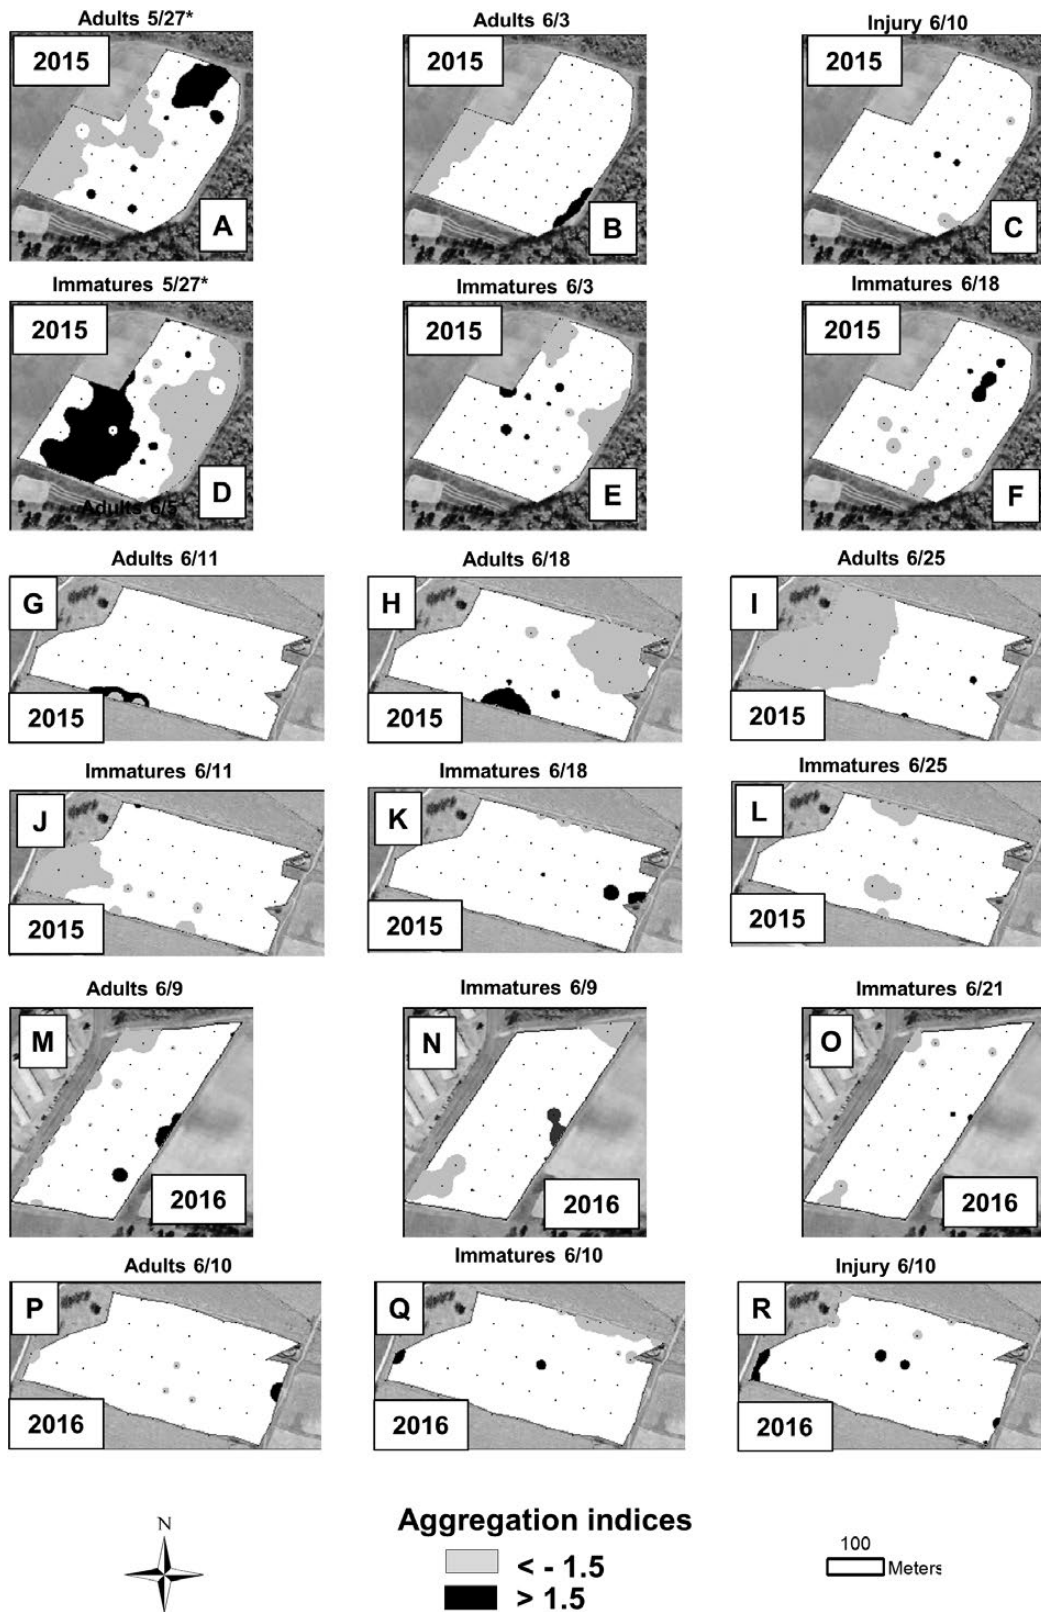 Adults 5/27*
Adults 6/3
Injury 6/10
2015
2015
2015
A
B
C
Immatures 5/27*
Immatures 6/3
Immatures 6/18
2015
2015
2015
D
E
F
Adults 6/5
Adults 6/11
Adults 6/18
Adults 6/25
G
H
I
2015
2015
2015
Immatures 6/11
Immatures 6/18
Immatures 6/25
J
K
L
2015
2015
2015
Adults 6/9
Immatures 6/9
Immatures 6/21
M
N
O
2016
2016
2016
Adults 6/10
Immatures 6/10
Injury 6/10
P
Q
R
2016
2016
2016
N
Aggregation indices
< - 1.5
> 1.5
100
Meters